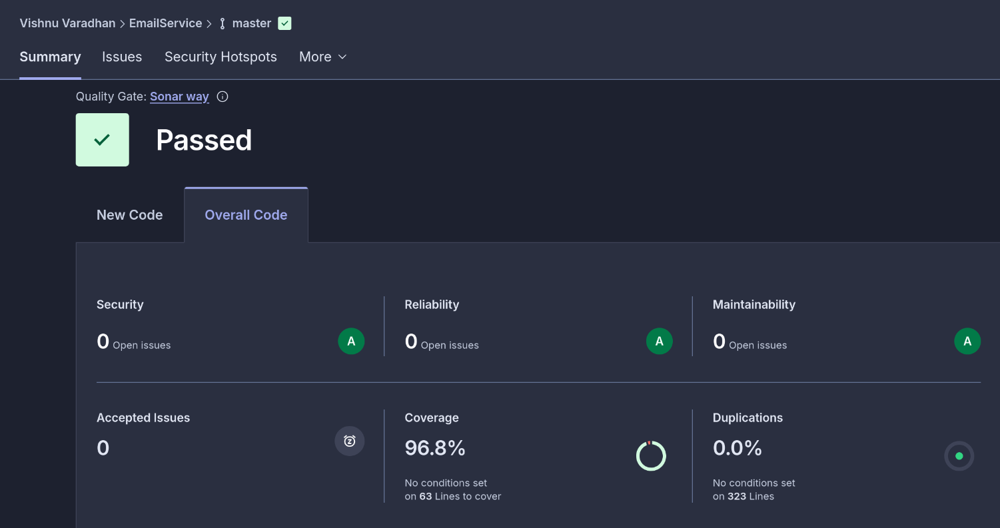 Vishnu Varadhan > EmailService > master
Summary Issues Security Hotspots More
Quality Gate: Sonar way
Passed
New Code Overall Code
Security Reliability Maintainability
0 Open issues A 0 Open issues A 0 Open issues A
Accepted Issues Coverage Duplications
0 96.8% 0.0%
No conditions set No conditions set
on 63 Lines to cover on 323 Lines